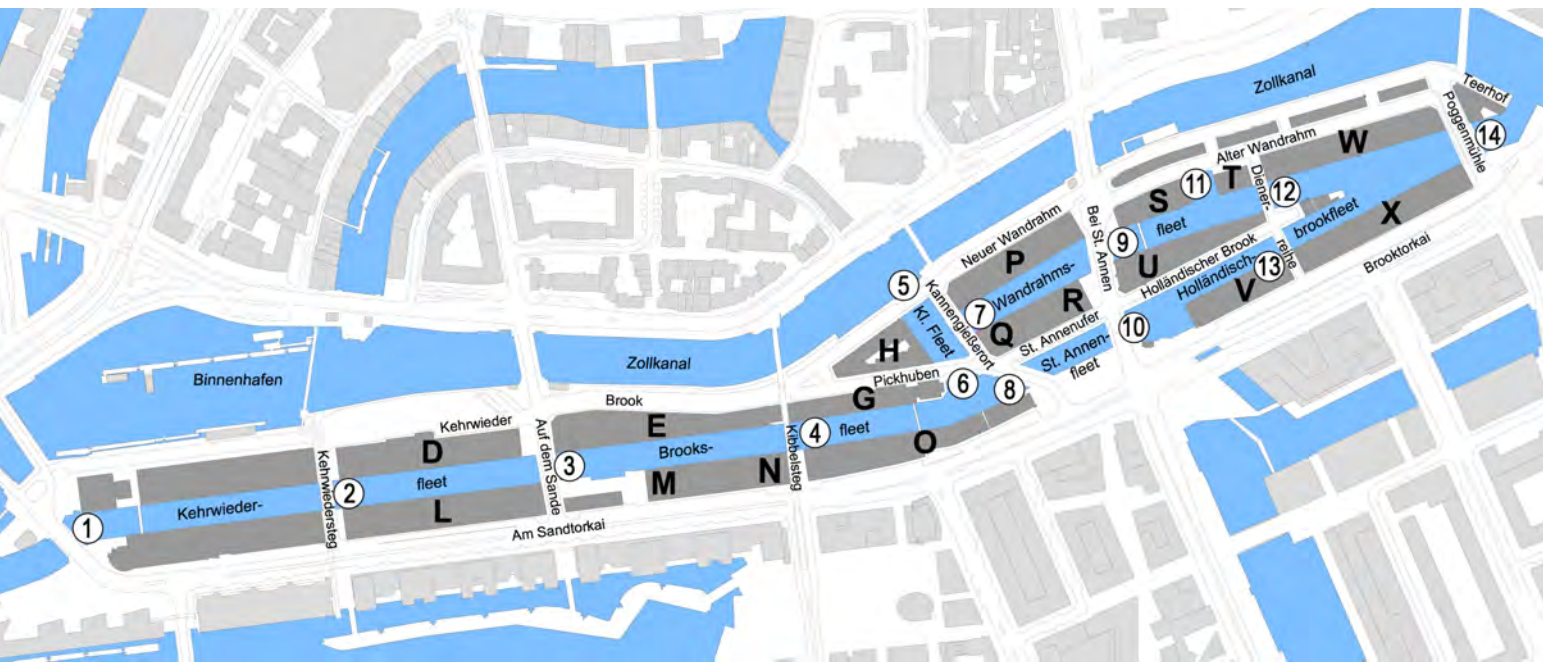 Zollkanal
Teerhof
Poggenmühle
14
W
Alter Wandrahm
T
Diener-
reihe
11
12
S
fleet
X
brookfleet
Neuer Wandrahm
Bei St. Annen
9
Holländischer Brook
U
Holländisch-
13
V
Brooktorkai
P
5
Kannengießerort
Wandrahms-
7
R
Q
St. Annenufer
10
St. Annen-
fleet
Kl. Fleet
H
Pickhuben
6
8
Zollkanal
Binnenhafen
Brook
G
Kehrwieder
E
Kibbelsteg
4
fleet
O
D
Auf dem Sande
Brooks-
3
N
M
Kehrwiedersteg
fleet
2
L
Kehrwieder-
1
Am Sandtorkai